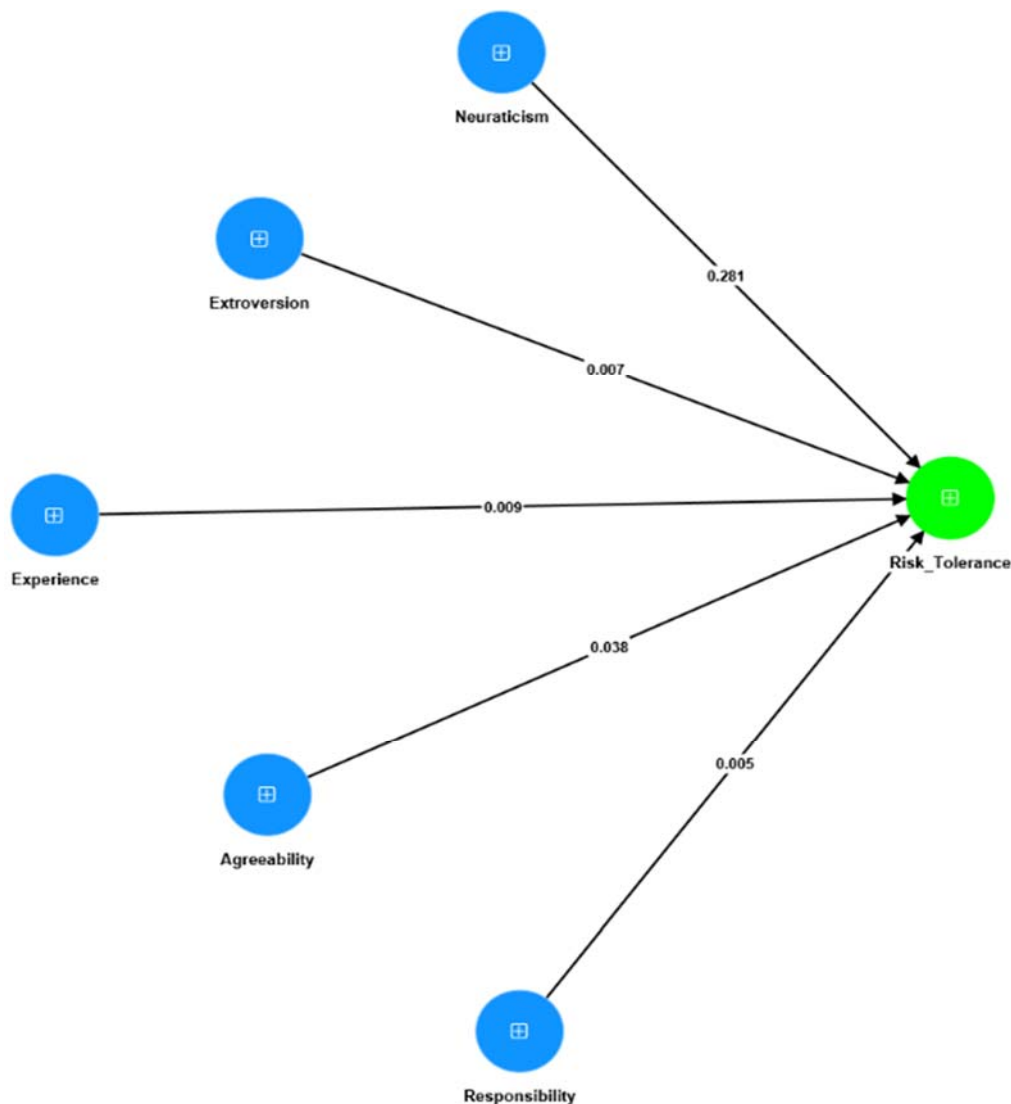 Neuraticism
0.281
Extroversion
0.007
Experience
0.009
Risk_Tolerance
0.038
Agreeability
0.005
Responsibility